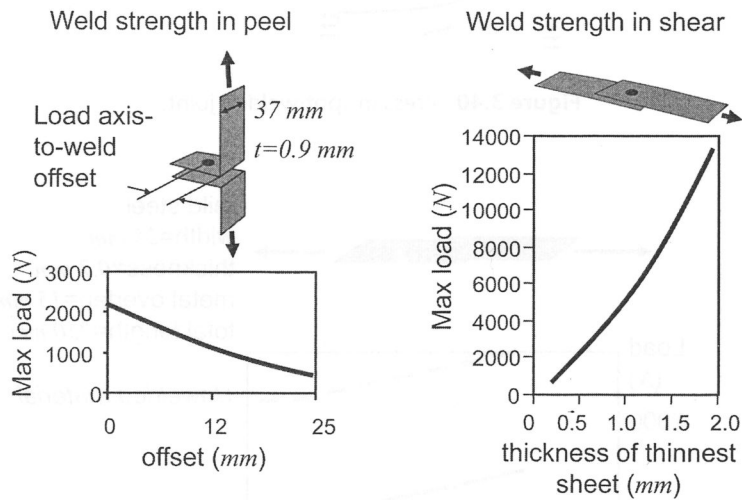 Weld strength in peel
Load axis-
to-weld
offset
37 mm
t=0.9 mm
Max load (N)
3000
2000
1000
0
0
12
25
offset (mm)
Weld strength in shear
Max load (N)
14000
12000
10000
8000
6000
4000
2000
0
0
0.5
1.0
1.5
2.0
thickness of thinnest
sheet (mm)